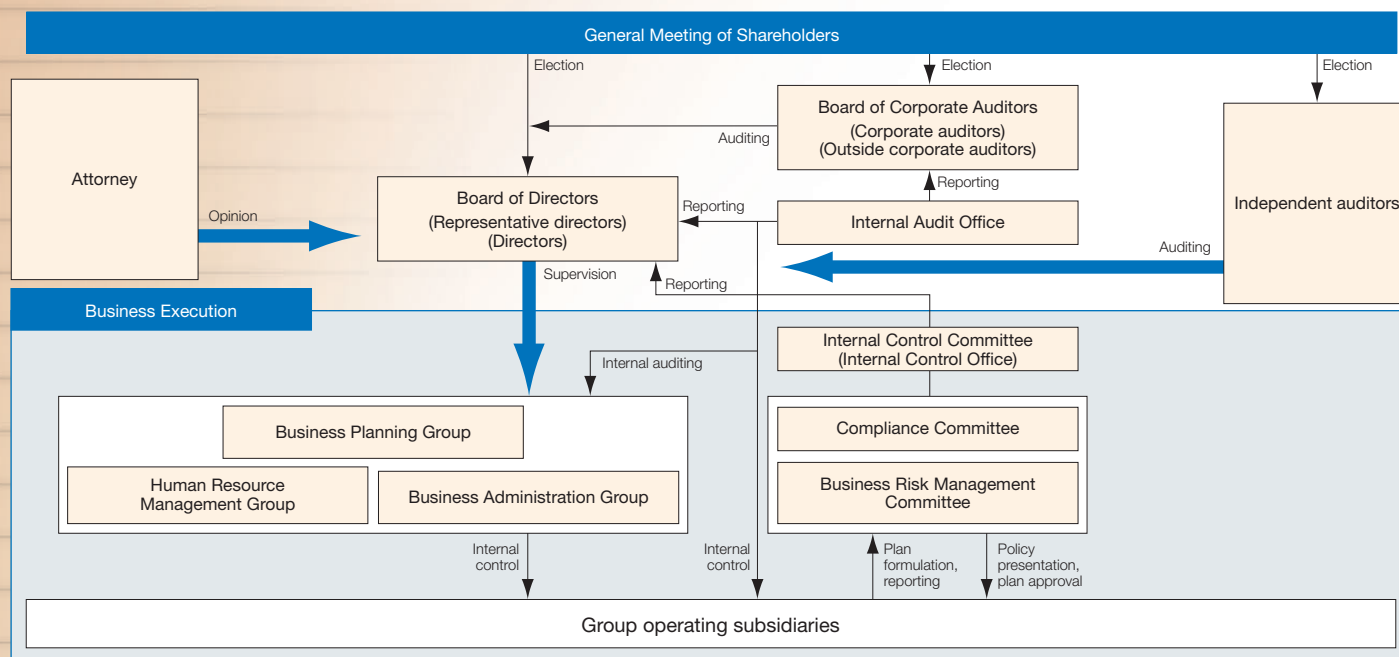 General Meeting of Shareholders
Election
Election
Election
Attorney
Board of Corporate Auditors
(Corporate auditors)
(Outside corporate auditors)
Auditing
Independent auditors
Opinion
Board of Directors
(Representative directors)
(Directors)
Reporting
Reporting
Internal Audit Office
Auditing
Supervision
Reporting
Business Execution
Internal Control Committee
(Internal Control Office)
Internal auditing
Business Planning Group
Human Resource
Management Group
Business Administration Group
Compliance Committee
Business Risk Management
Committee
Internal
control
Internal
control
Plan
formulation,
reporting
Policy
presentation,
plan approval
Group operating subsidiaries